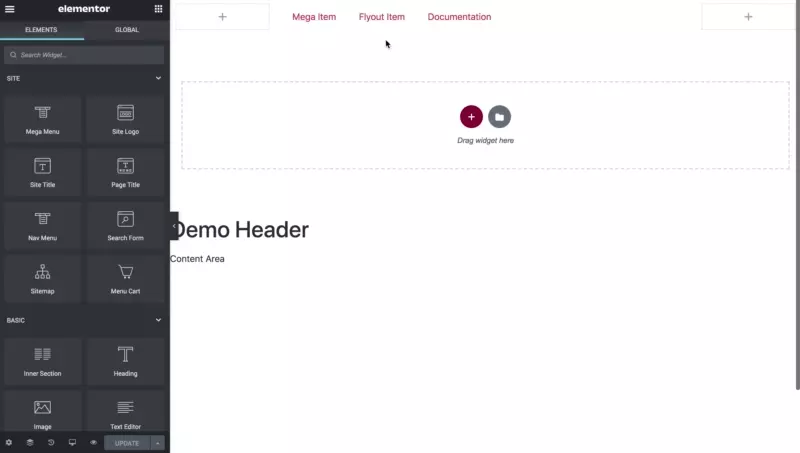 elementor
ELEMENTS
GLOBAL
Search Widget...
SITE
Mega Menu
Site Logo
Site Title
Page Title
Nav Menu
Search Form
Sitemap
Menu Cart
BASIC
Inner Section
Heading
Image
Text Editor
UPDATE
Mega Item
Flyout Item
Documentation
Drag widget here
Demo Header
Content Area